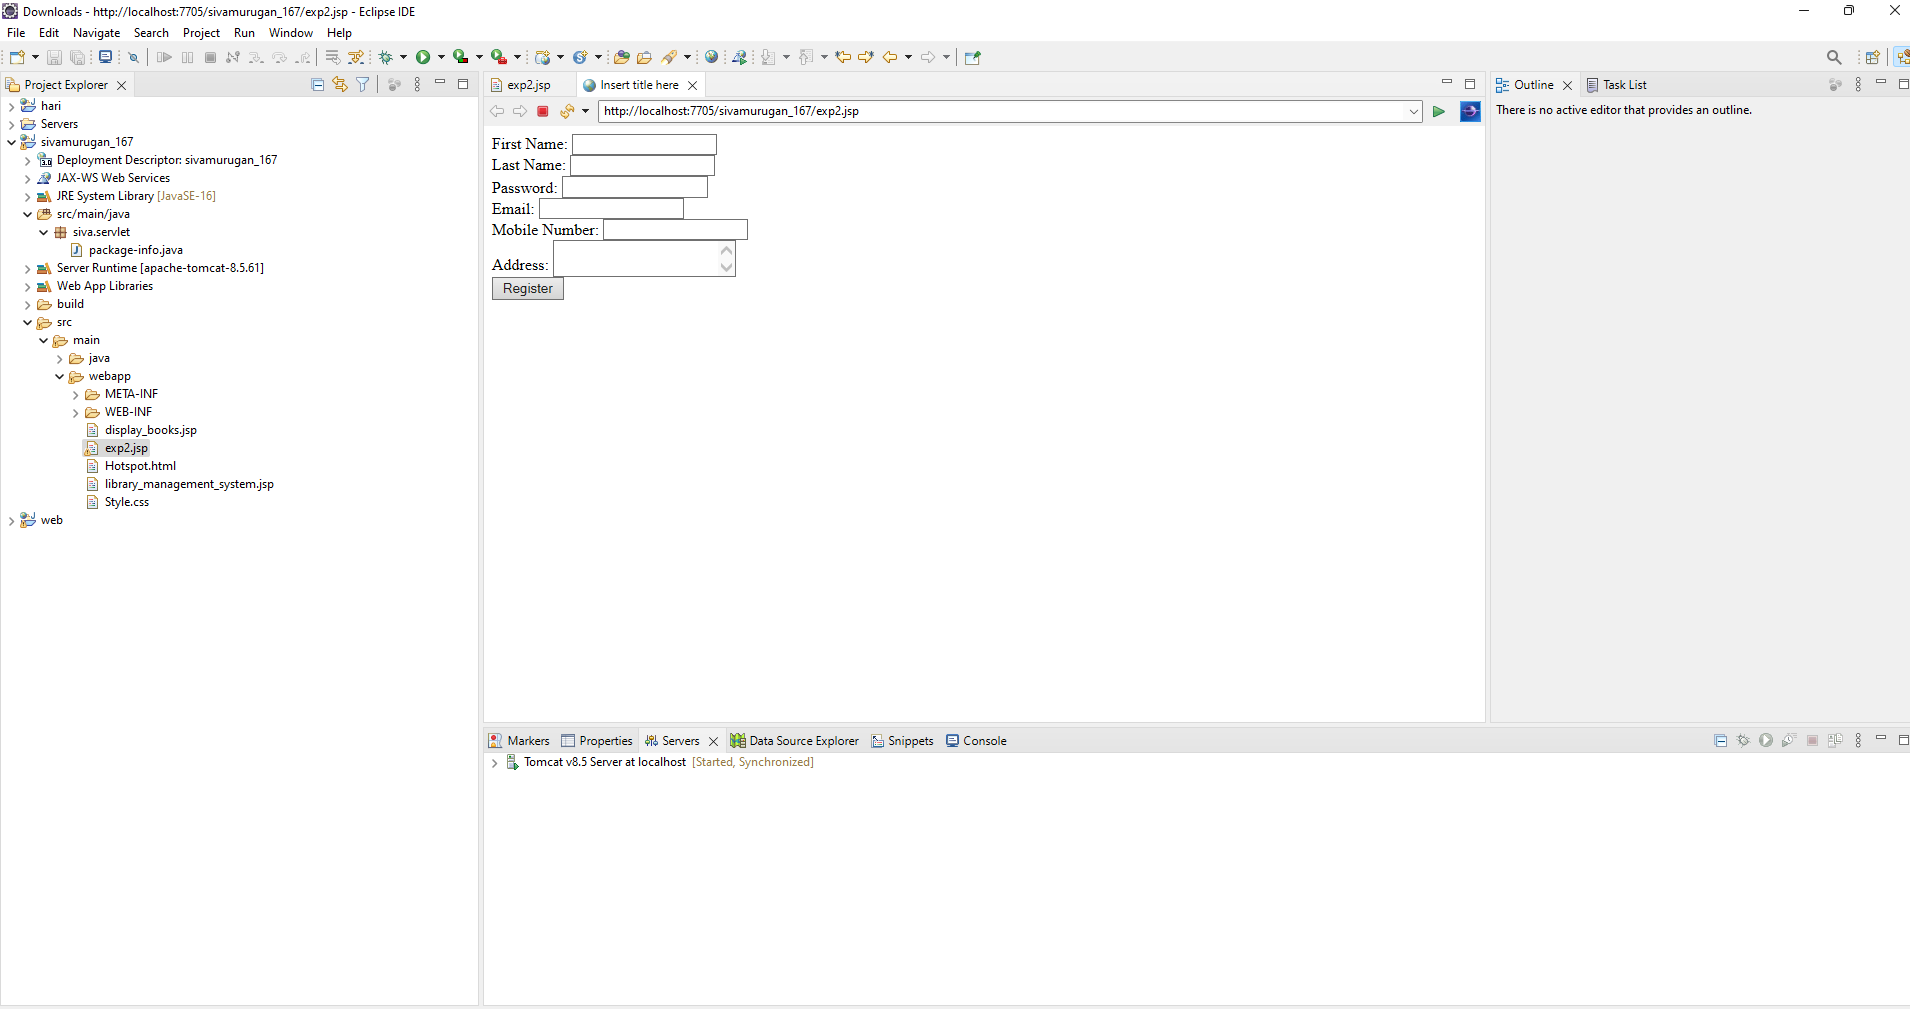 Downloads - http://localhost:7705/sivamurugan_167/exp2.jsp - Eclipse IDE
File Edit Navigate Search Project Run Window Help
Project Explorer
hari
Servers
sivamurugan_167
3.0 Deployment Descriptor: sivamurugan_167
JAX-WS Web Services
JRE System Library [JavaSE-16]
src/main/java
siva.servlet
package-info.java
Server Runtime [apache-tomcat-8.5.61]
Web App Libraries
build
src
main
java
webapp
META-INF
WEB-INF
display_books.jsp
exp2.jsp
Hotspot.html
library_management_system.jsp
Style.css
web
exp2.jsp Insert title here
http://localhost:7705/sivamurugan_167/exp2.jsp
First Name:
Last Name:
Password:
Email:
Mobile Number:
Address:
Register
Outline Task List
There is no active editor that provides an outline.
Markers Properties Servers Data Source Explorer Snippets Console
Tomcat v8.5 Server at localhost [Started, Synchronized]